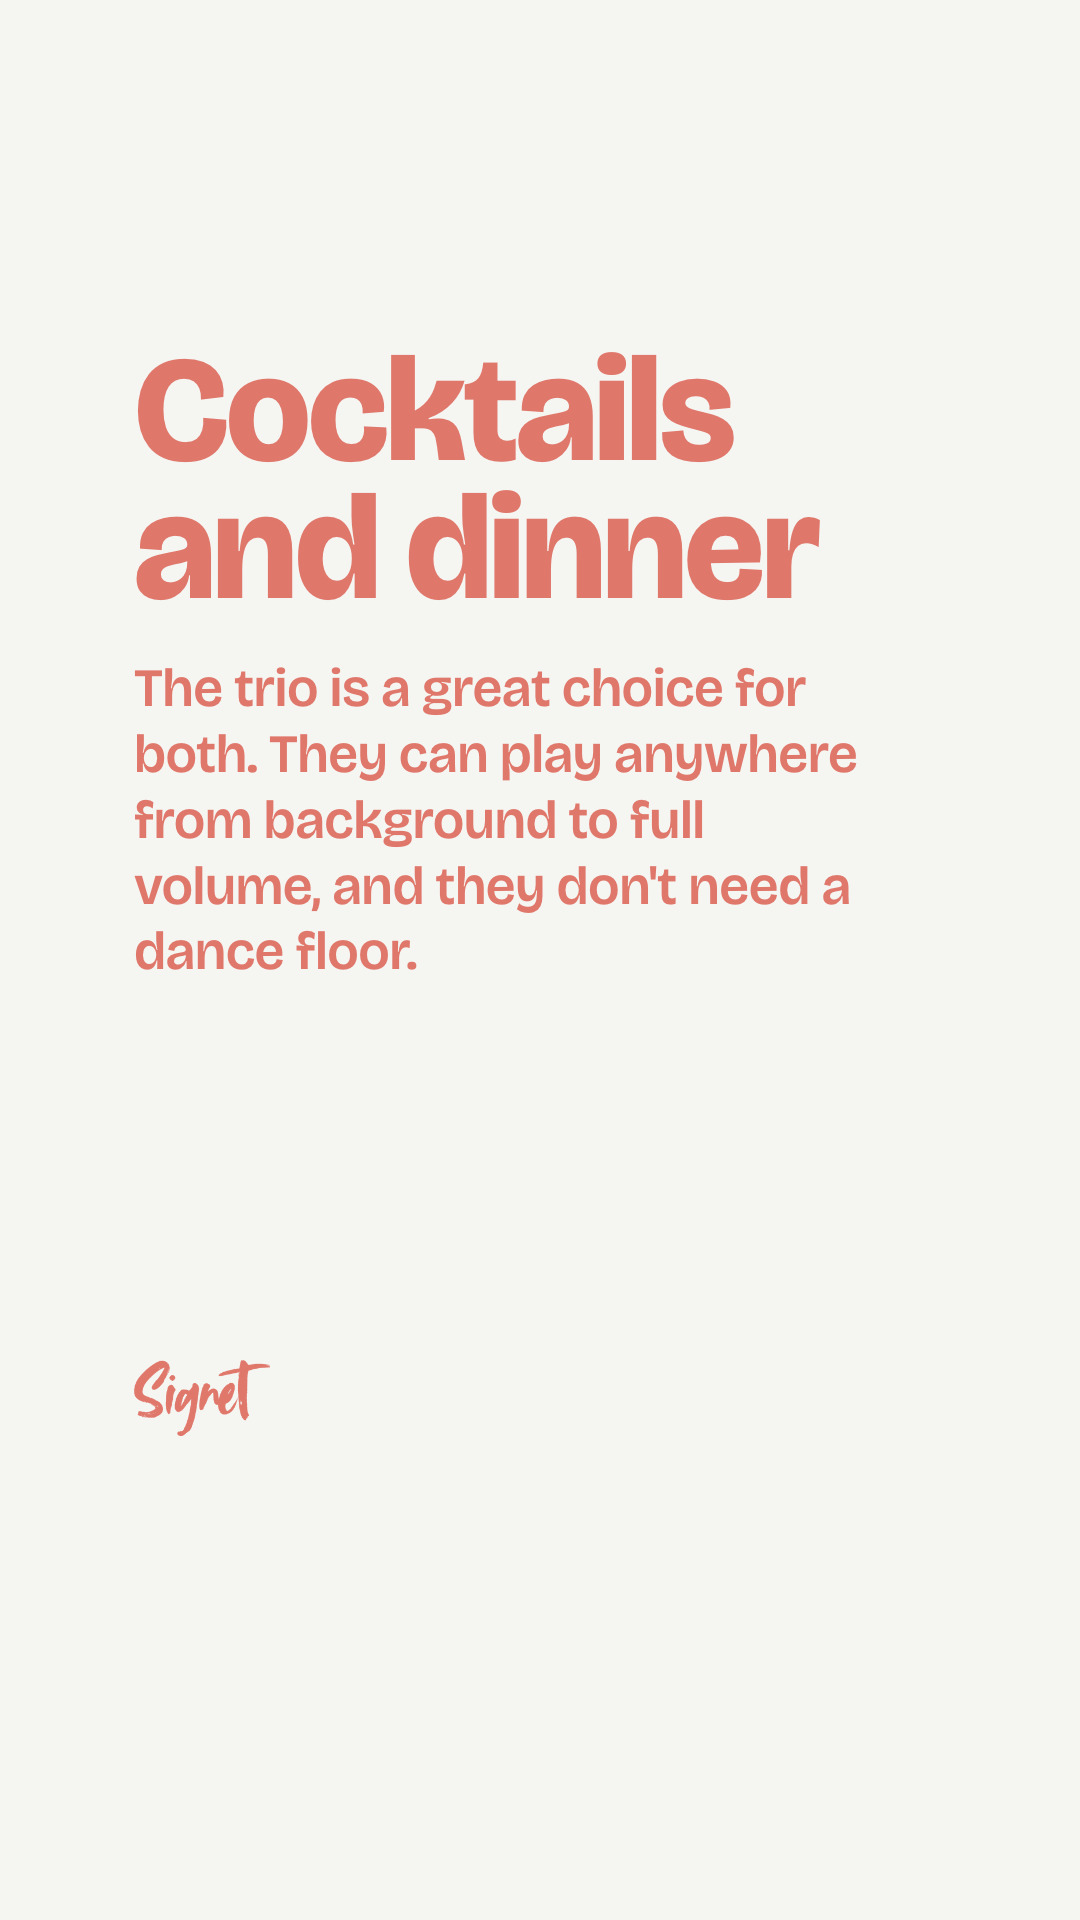 Cocktails
and dinner
The trio is a great choice for
both. They can play anywhere
from background to full
volume, and they don't need a
dance floor.
Signet